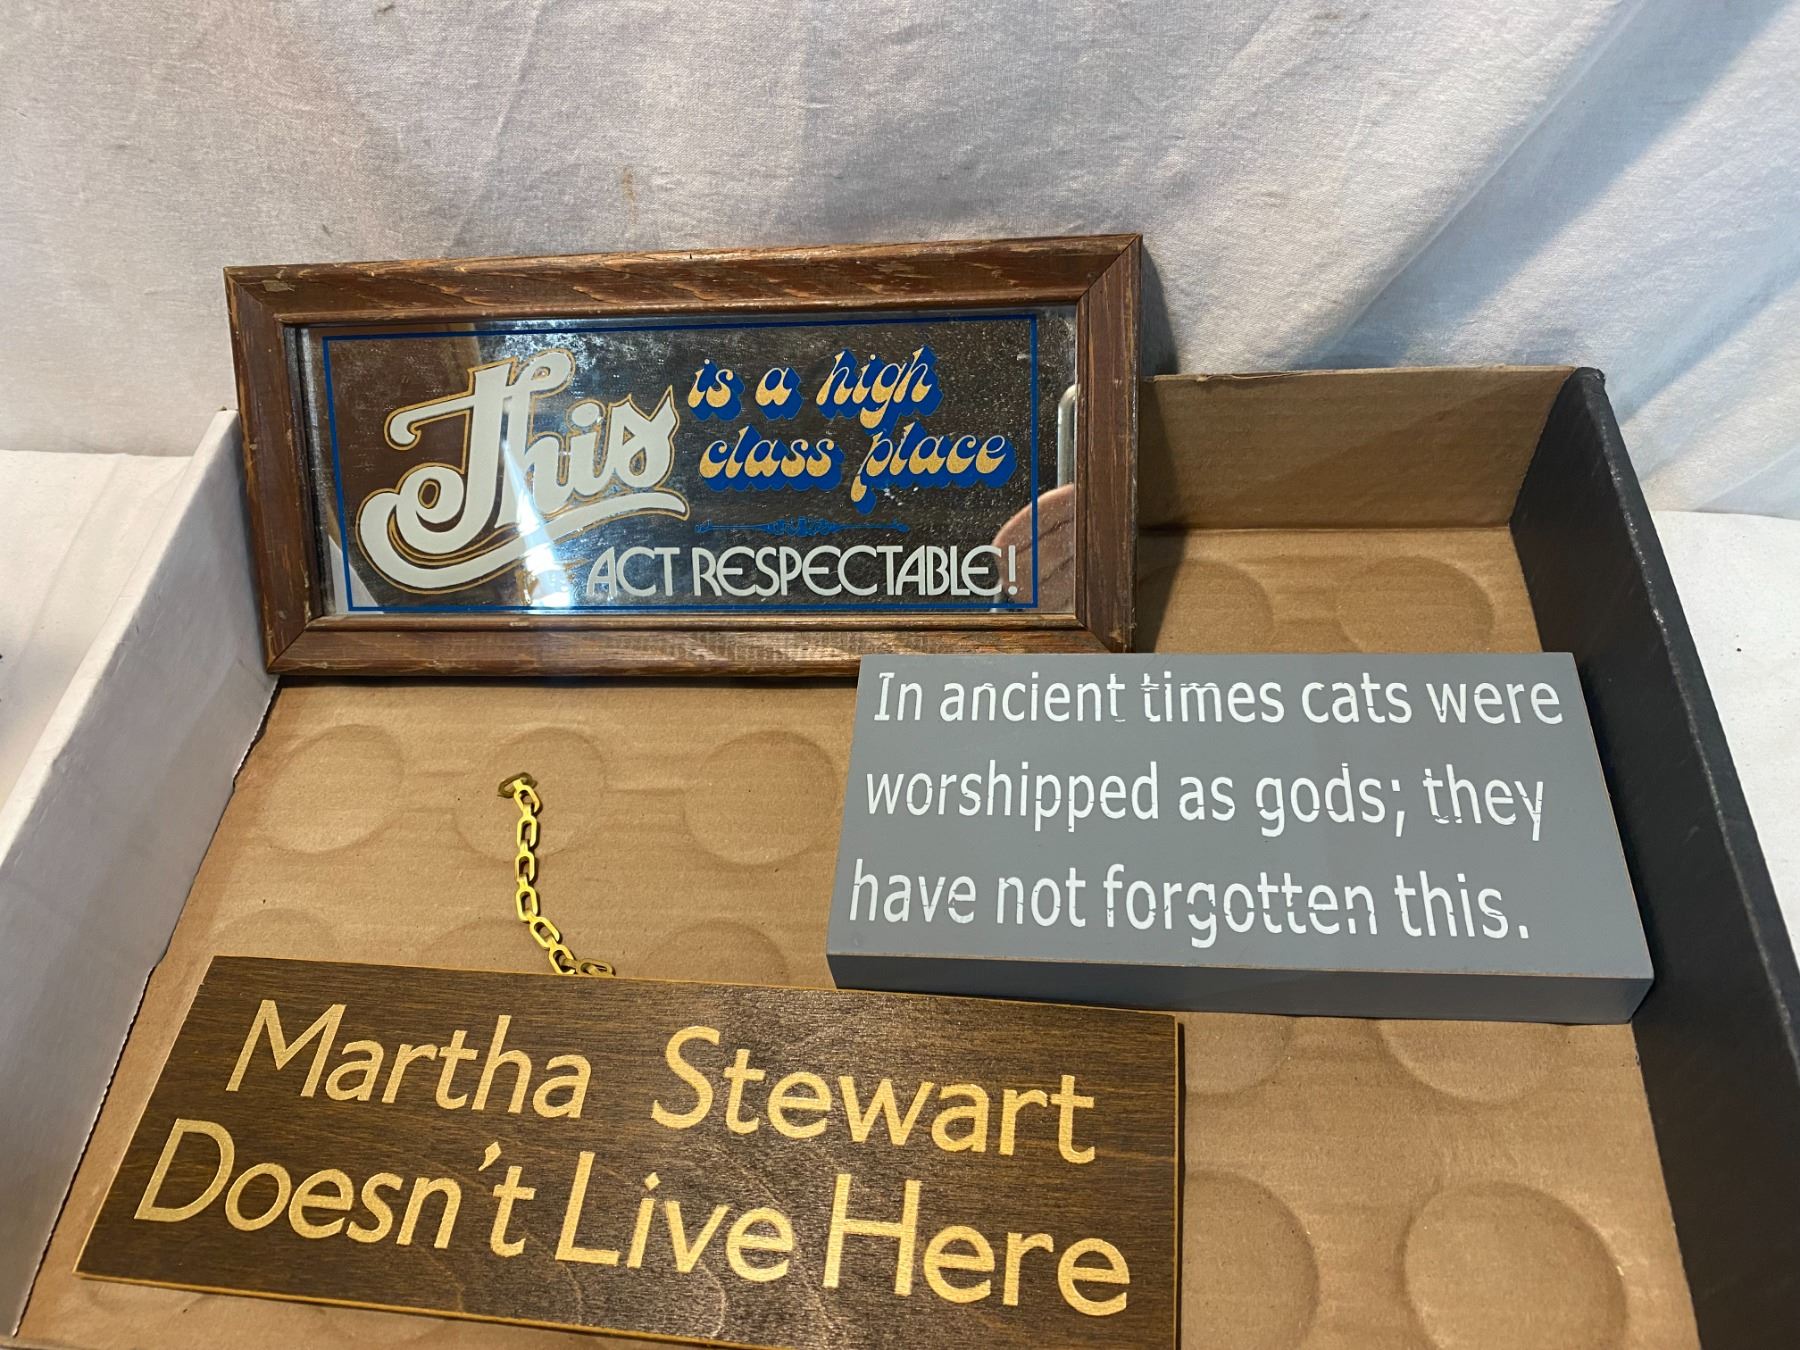 This is a high
class place
ACT RESPECTABLE!
In ancient times cats were
worshipped as gods; they
have not forgotten this.
Martha Stewart
Doesn't Live Here